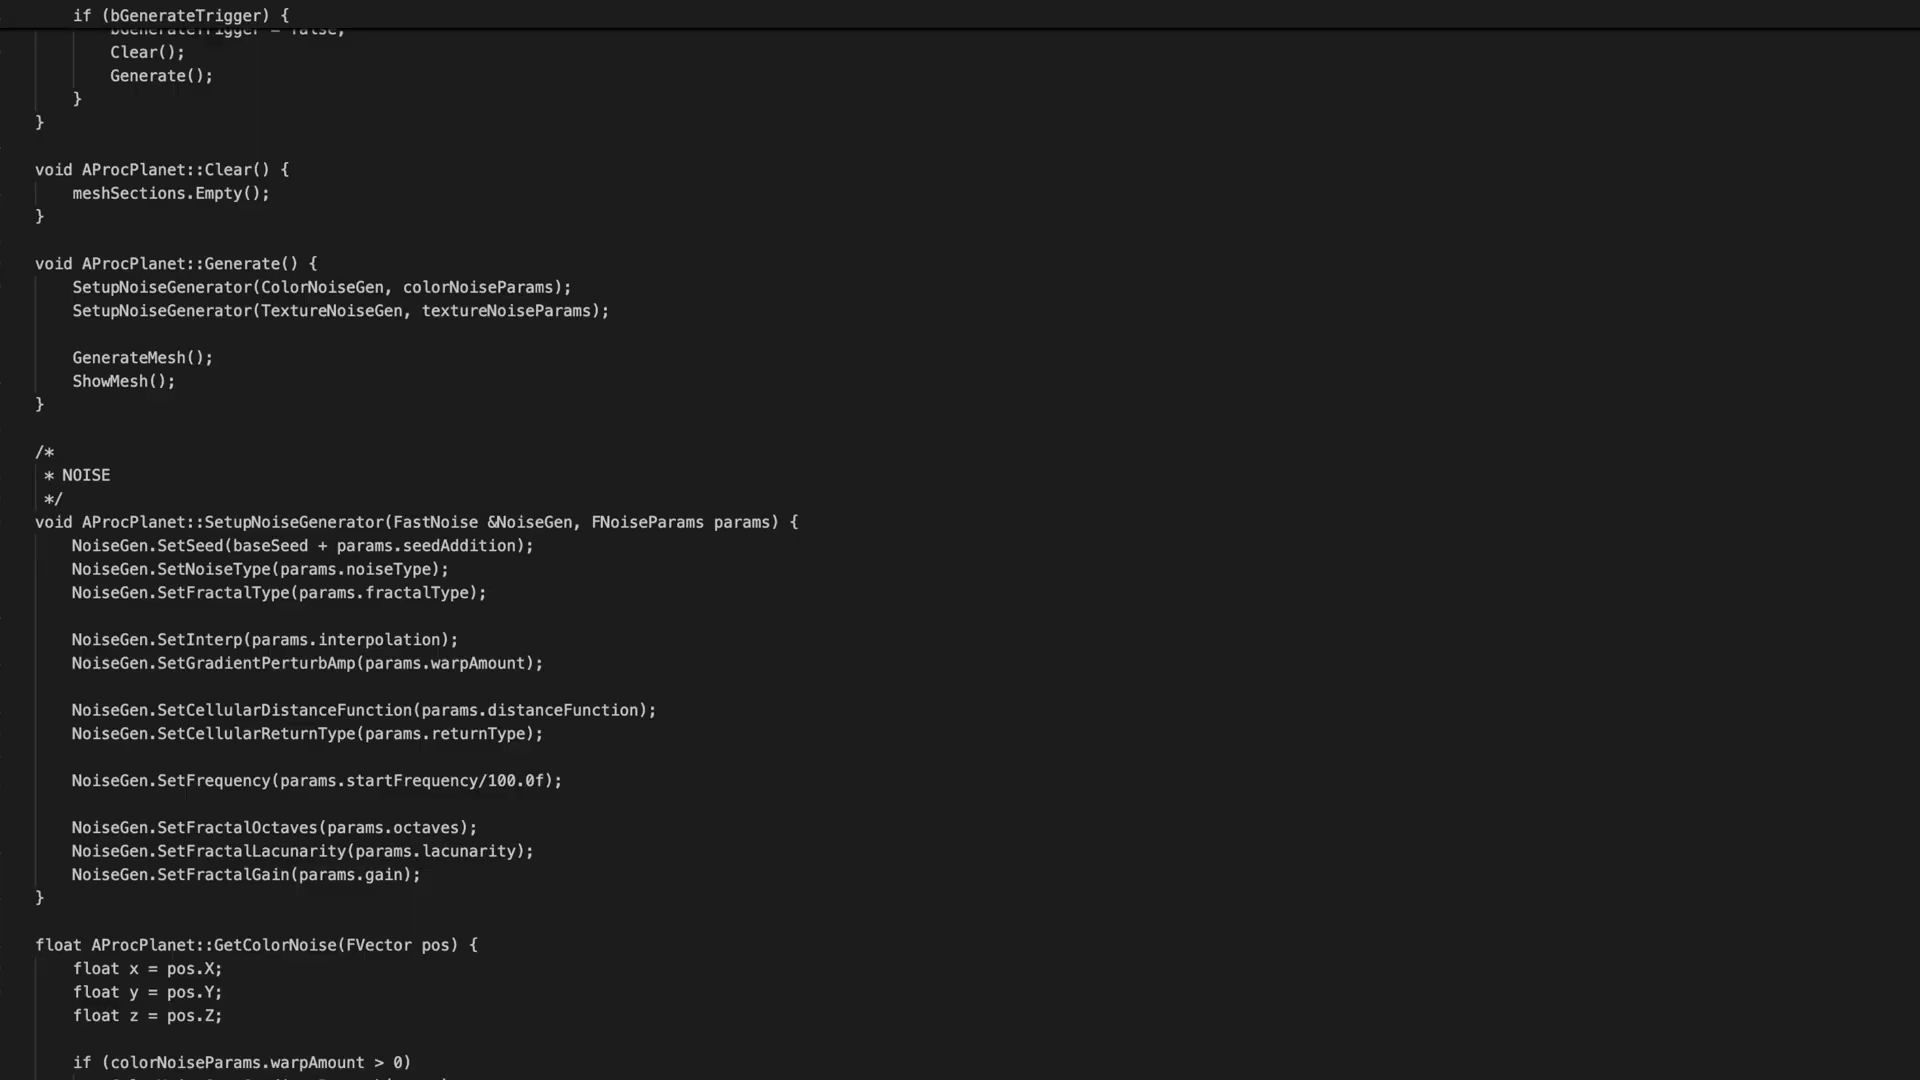 if (bGenerateTrigger) {
bGenerateTrigger = false;
Clear();
Generate();
}
}
void AProcPlanet::Clear() {
meshSections.Empty();
}
void AProcPlanet::Generate() {
SetupNoiseGenerator(ColorNoiseGen, colorNoiseParams);
SetupNoiseGenerator(TextureNoiseGen, textureNoiseParams);
GenerateMesh();
ShowMesh();
}
/*
* NOISE
*/
void AProcPlanet::SetupNoiseGenerator(FastNoise &NoiseGen, FNoiseParams params) {
NoiseGen.SetSeed(baseSeed + params.seedAddition);
NoiseGen.SetNoiseType(params.noiseType);
NoiseGen.SetFractalType(params.fractalType);
NoiseGen.SetInterp(params.interpolation);
NoiseGen.SetGradientPerturbAmp(params.warpAmount);
NoiseGen.SetCellularDistanceFunction(params.distanceFunction);
NoiseGen.SetCellularReturnType(params.returnType);
NoiseGen.SetFrequency(params.startFrequency/100.0f);
NoiseGen.SetFractalOctaves(params.octaves);
NoiseGen.SetFractalLacunarity(params.lacunarity);
NoiseGen.SetFractalGain(params.gain);
}
float AProcPlanet::GetColorNoise(FVector pos) {
float x = pos.X;
float y = pos.Y;
float z = pos.Z;
if (colorNoiseParams.warpAmount > 0)